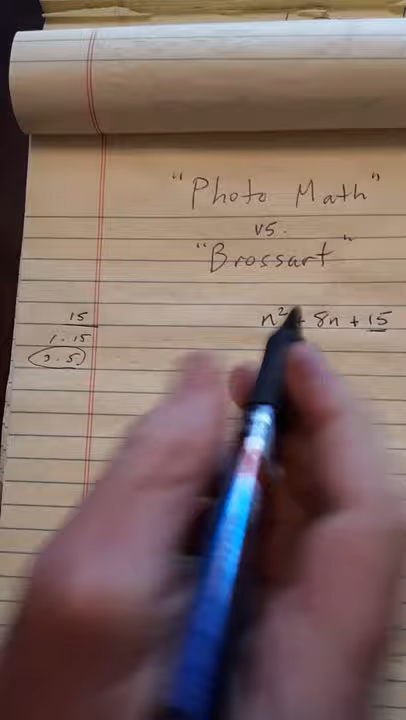 "Photo Math"
vs.
"Brossart"
n² + 8n + 15
15
1 · 15
3 · 5